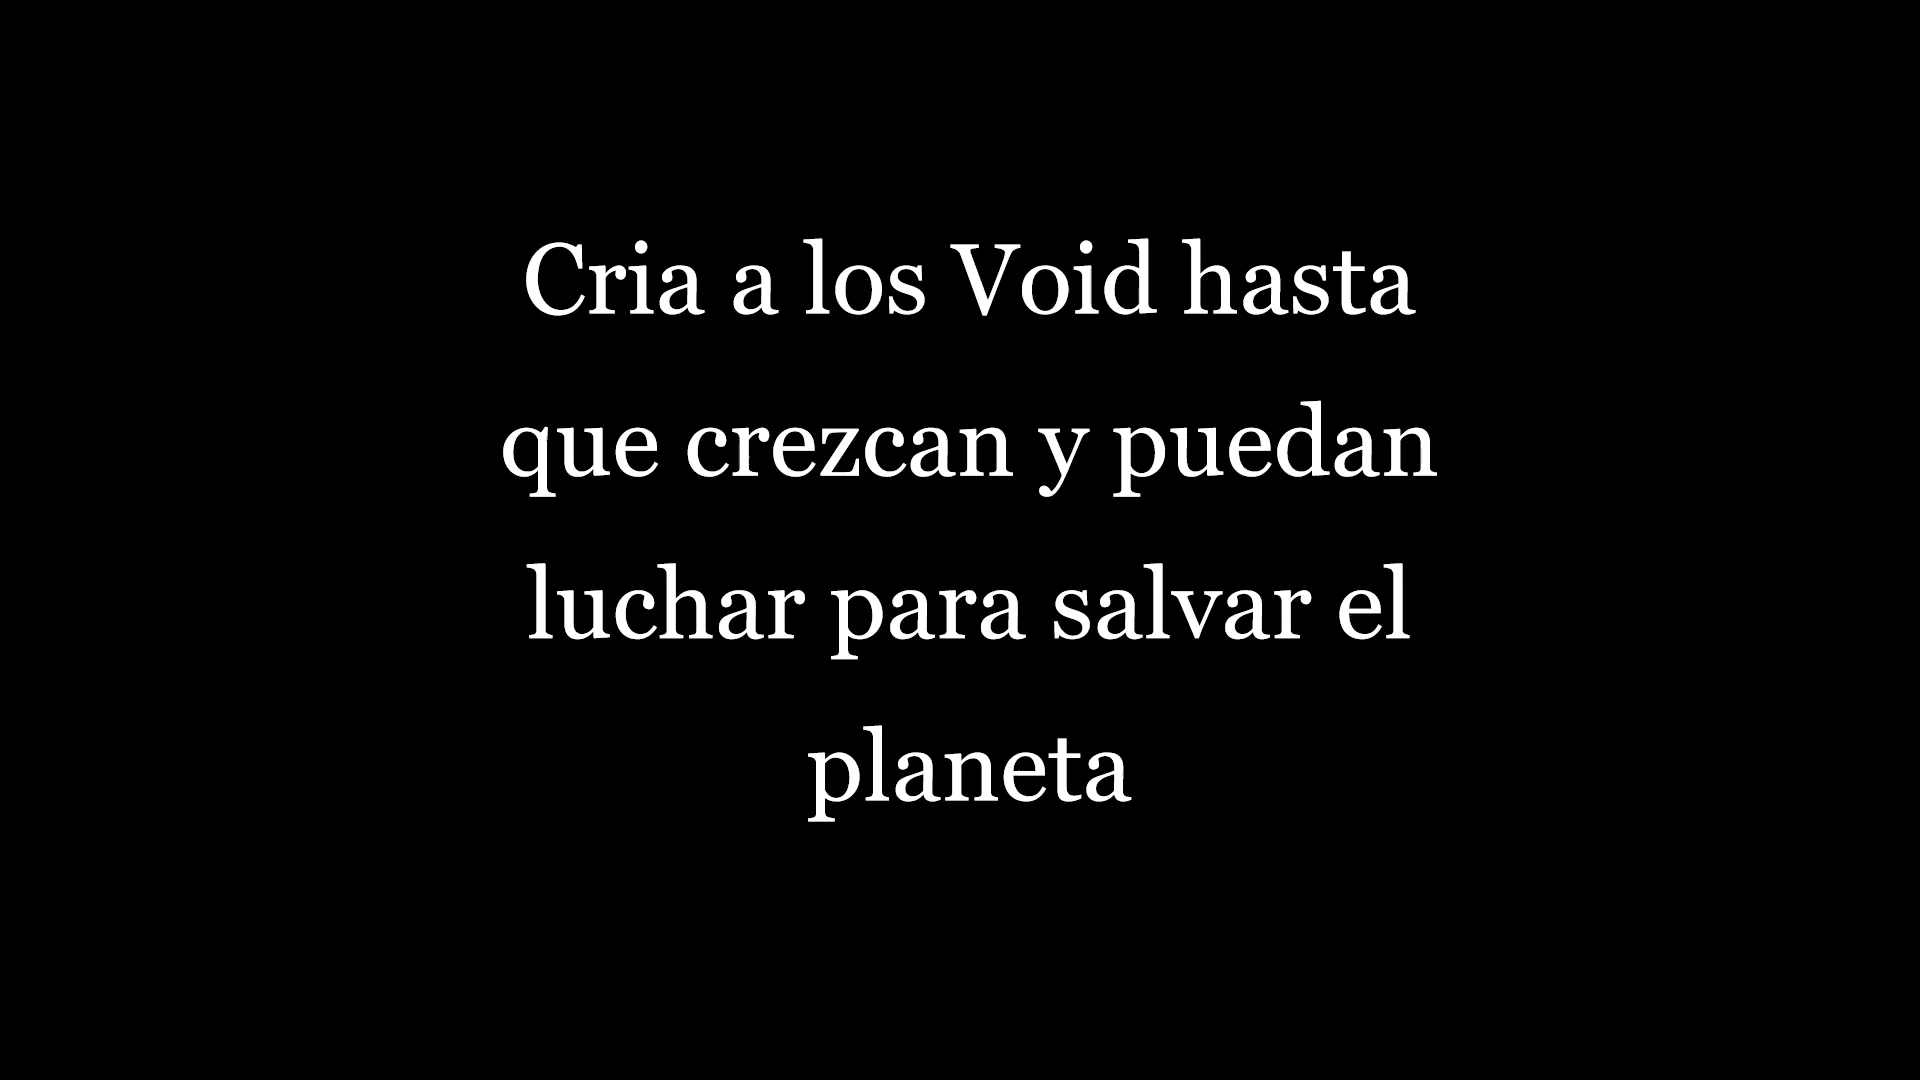 Cria a los Void hasta
que crezcan y puedan
luchar para salvar el
planeta